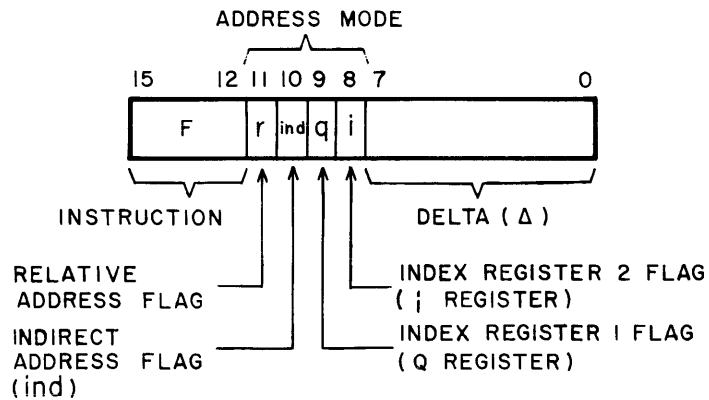 ADDRESS MODE
15 12 11 10 9 8 7 0
F r ind q i
INSTRUCTION DELTA (Δ)
RELATIVE
ADDRESS FLAG
INDEX REGISTER 2 FLAG
(i REGISTER)
INDIRECT
ADDRESS FLAG
(ind)
INDEX REGISTER I FLAG
(Q REGISTER)